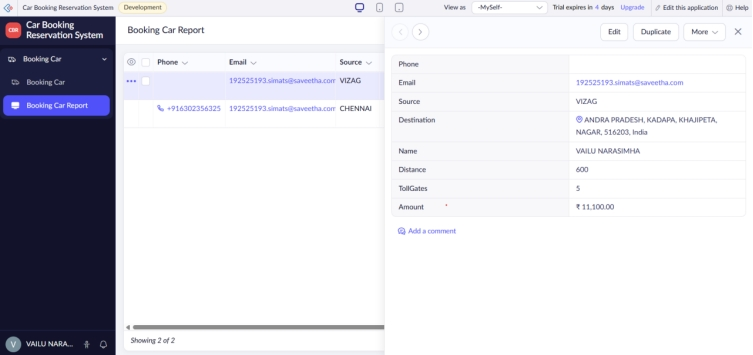 Car Booking Reservation System
Development
View as
-MySelf-
Trial expires in 4 days
Upgrade
Edit this application
Help
CBR
Car Booking
Reservation System
Booking Car
Booking Car
Booking Car Report
V
VAILU NARA...
Booking Car Report
Phone
Email
Source
192525193.simats@saveetha.com
VIZAG
+916302356325
192525193.simats@saveetha.com
CHENNAI
Showing 2 of 2
Edit
Duplicate
More
Phone
Email
192525193.simats@saveetha.com
Source
VIZAG
Destination
ANDRA PRADESH, KADAPA, KHAJIPETA,
NAGAR, 516203, India
Name
VAILU NARASIMHA
Distance
600
TollGates
5
Amount *
₹ 11,100.00
Add a comment